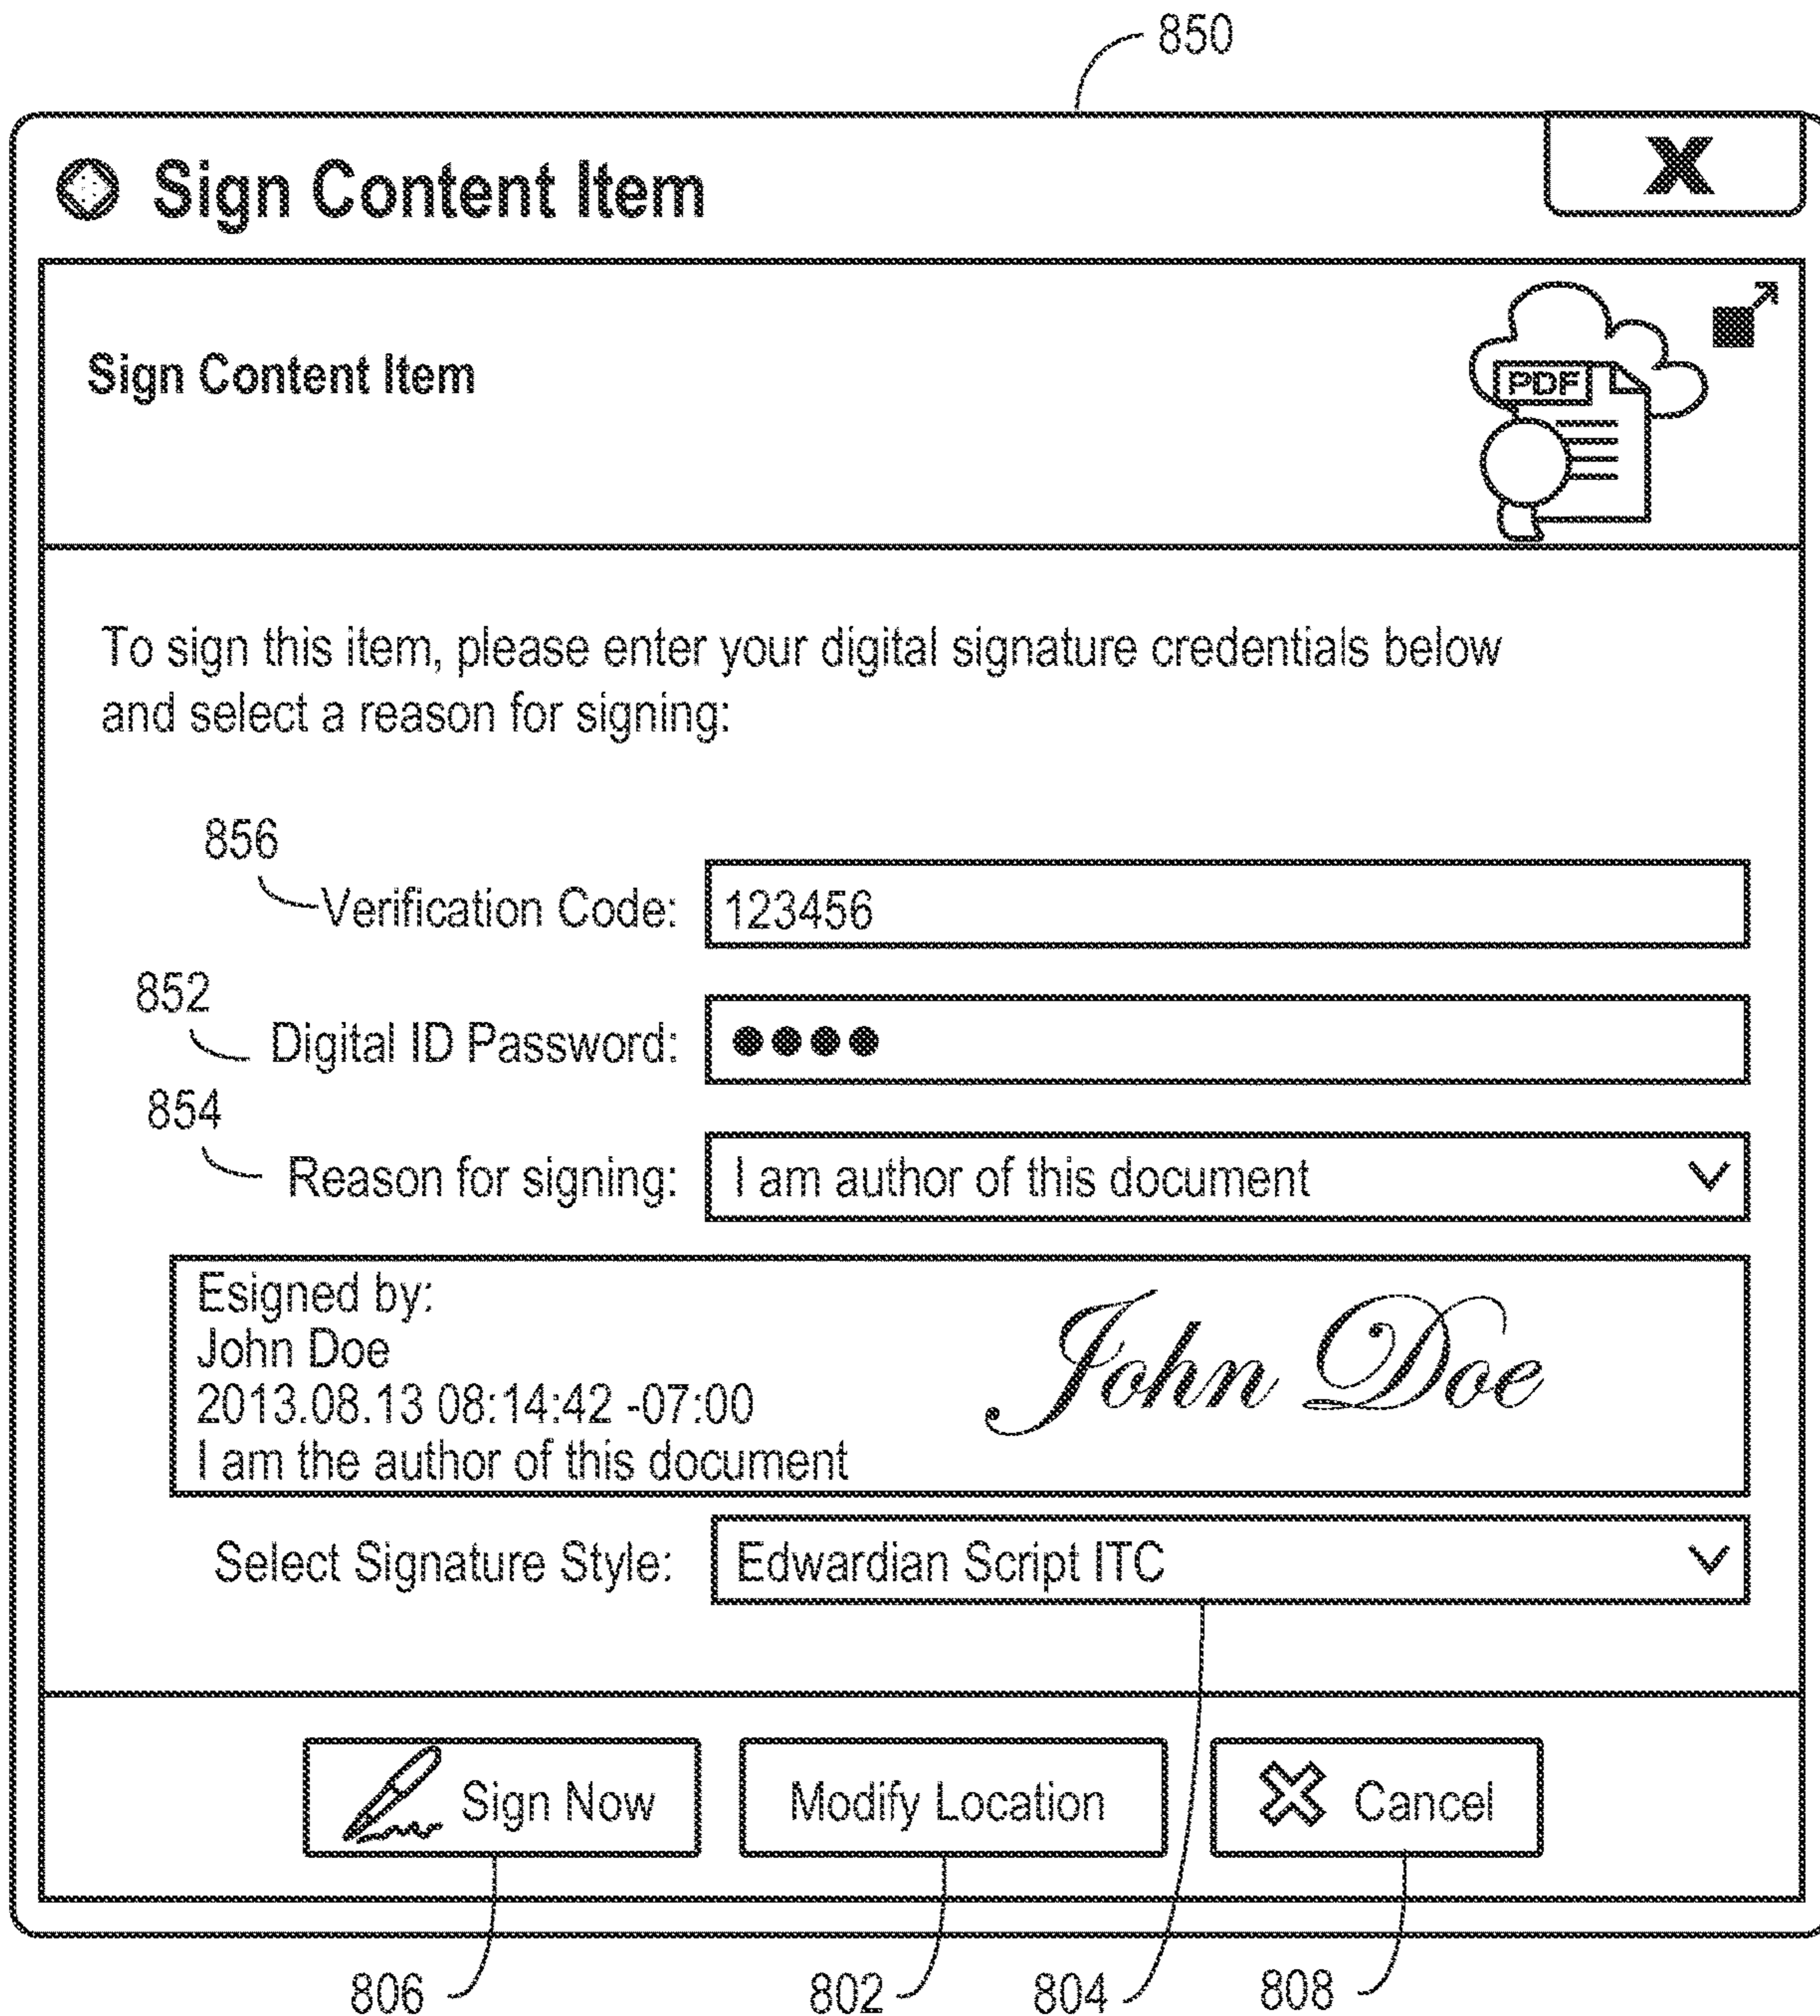 850
Sign Content Item
X
Sign Content Item
PDF
To sign this item, please enter your digital signature credentials below
and select a reason for signing:
856
Verification Code: 123456
852
Digital ID Password: ●●●●
854
Reason for signing: I am author of this document
Esigned by:
John Doe
2013.08.13 08:14:42 -07:00
I am the author of this document
John Doe
Select Signature Style: Edwardian Script ITC
Sign Now Modify Location Cancel
806 802 804 808